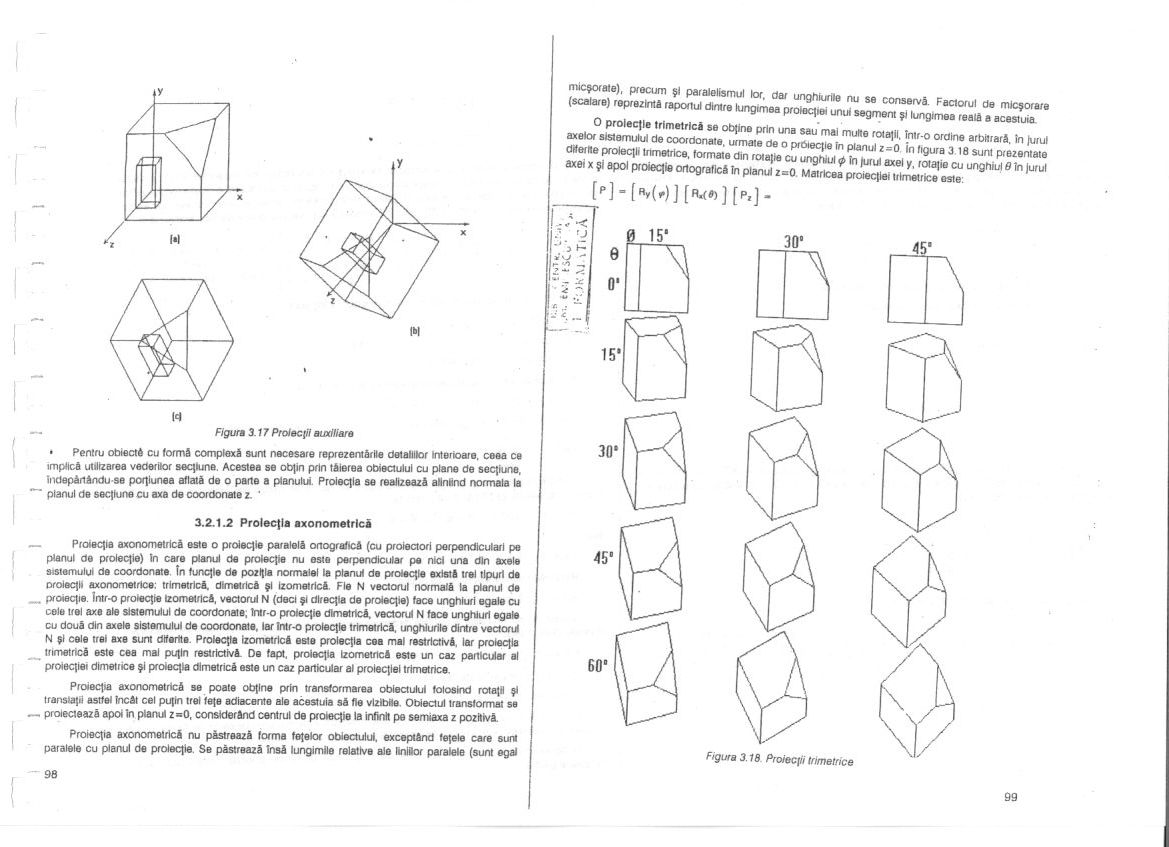 y
x
z
(a)
y
x
z
(b)
(c)
Figura 3.17 Proiecţii auxiliare
Pentru obiecte cu formă complexă sunt necesare reprezentările detaliilor interioare, ceea ce
implică utilizarea vederilor secţiune. Acestea se obţin prin tăierea obiectului cu plane de secţiune,
îndepărtându-se porţiunea aflată de o parte a planului. Proiecţia se realizează aliniind normala la
planul de secţiune cu axa de coordonate z.
3.2.1.2 Proiecţia axonometrică
Proiecţia axonometrică este o proiecţie paralelă ortografică (cu proiectori perpendiculari pe
planul de proiecţie) în care planul de proiecţie nu este perpendicular pe nici una din axele
sistemului de coordonate. În funcţie de poziţia normalei la planul de proiecţie există trei tipuri de
proiecţii axonometrice: trimetrică, dimetrică şi izometrică. Fie N vectorul normală la planul de
proiecţie. Într-o proiecţie izometrică, vectorul N (deci şi direcţia de proiecţie) face unghiuri egale cu
cele trei axe ale sistemului de coordonate; într-o proiecţie dimetrică, vectorul N face unghiuri egale
cu două din axele sistemului de coordonate, iar într-o proiecţie trimetrică, unghiurile dintre vectorul
N şi cele trei axe sunt diferite. Proiecţia izometrică este proiecţia cea mai restrictivă, iar proiecţia
trimetrică este cea mai puţin restrictivă. De fapt, proiecţia izometrică este un caz particular al
proiecţiei dimetrice şi proiecţia dimetrică este un caz particular al proiecţiei trimetrice.
Proiecţia axonometrică se poate obţine prin transformarea obiectului folosind rotaţii şi
translaţii astfel încât cel puţin trei feţe adiacente ale acestuia să fie vizibile. Obiectul transformat se
proiectează apoi în planul z=0, considerând centrul de proiecţie la infinit pe semiaxa z pozitivă.
Proiecţia axonometrică nu păstrează forma feţelor obiectului, exceptând feţele care sunt
paralele cu planul de proiecţie. Se păstrează însă lungimile relative ale liniilor paralele (sunt egal
98
micşorate), precum şi paralelismul lor, dar unghiurile nu se conservă. Factorul de micşorare
(scalare) reprezintă raportul dintre lungimea proiecţiei unui segment şi lungimea reală a acestuia.
O proiecţie trimetrică se obţine prin una sau mai multe rotaţii, într-o ordine arbitrară, în jurul
axelor sistemului de coordonate, urmate de o proiecţie în planul z=0. În figura 3.18 sunt prezentate
diferite proiecţii trimetrice, formate din rotaţie cu unghiul ϕ în jurul axei y, rotaţie cu unghiul θ în jurul
axei x şi apoi proiecţie ortografică în planul z=0. Matricea proiecţiei trimetrice este:
[P] = [Ry(φ)] [Rx(θ)] [Pz] =
Ø 15° 30° 45°
θ
0°
15°
30°
45°
60°
Figura 3.18. Proiecţii trimetrice
99